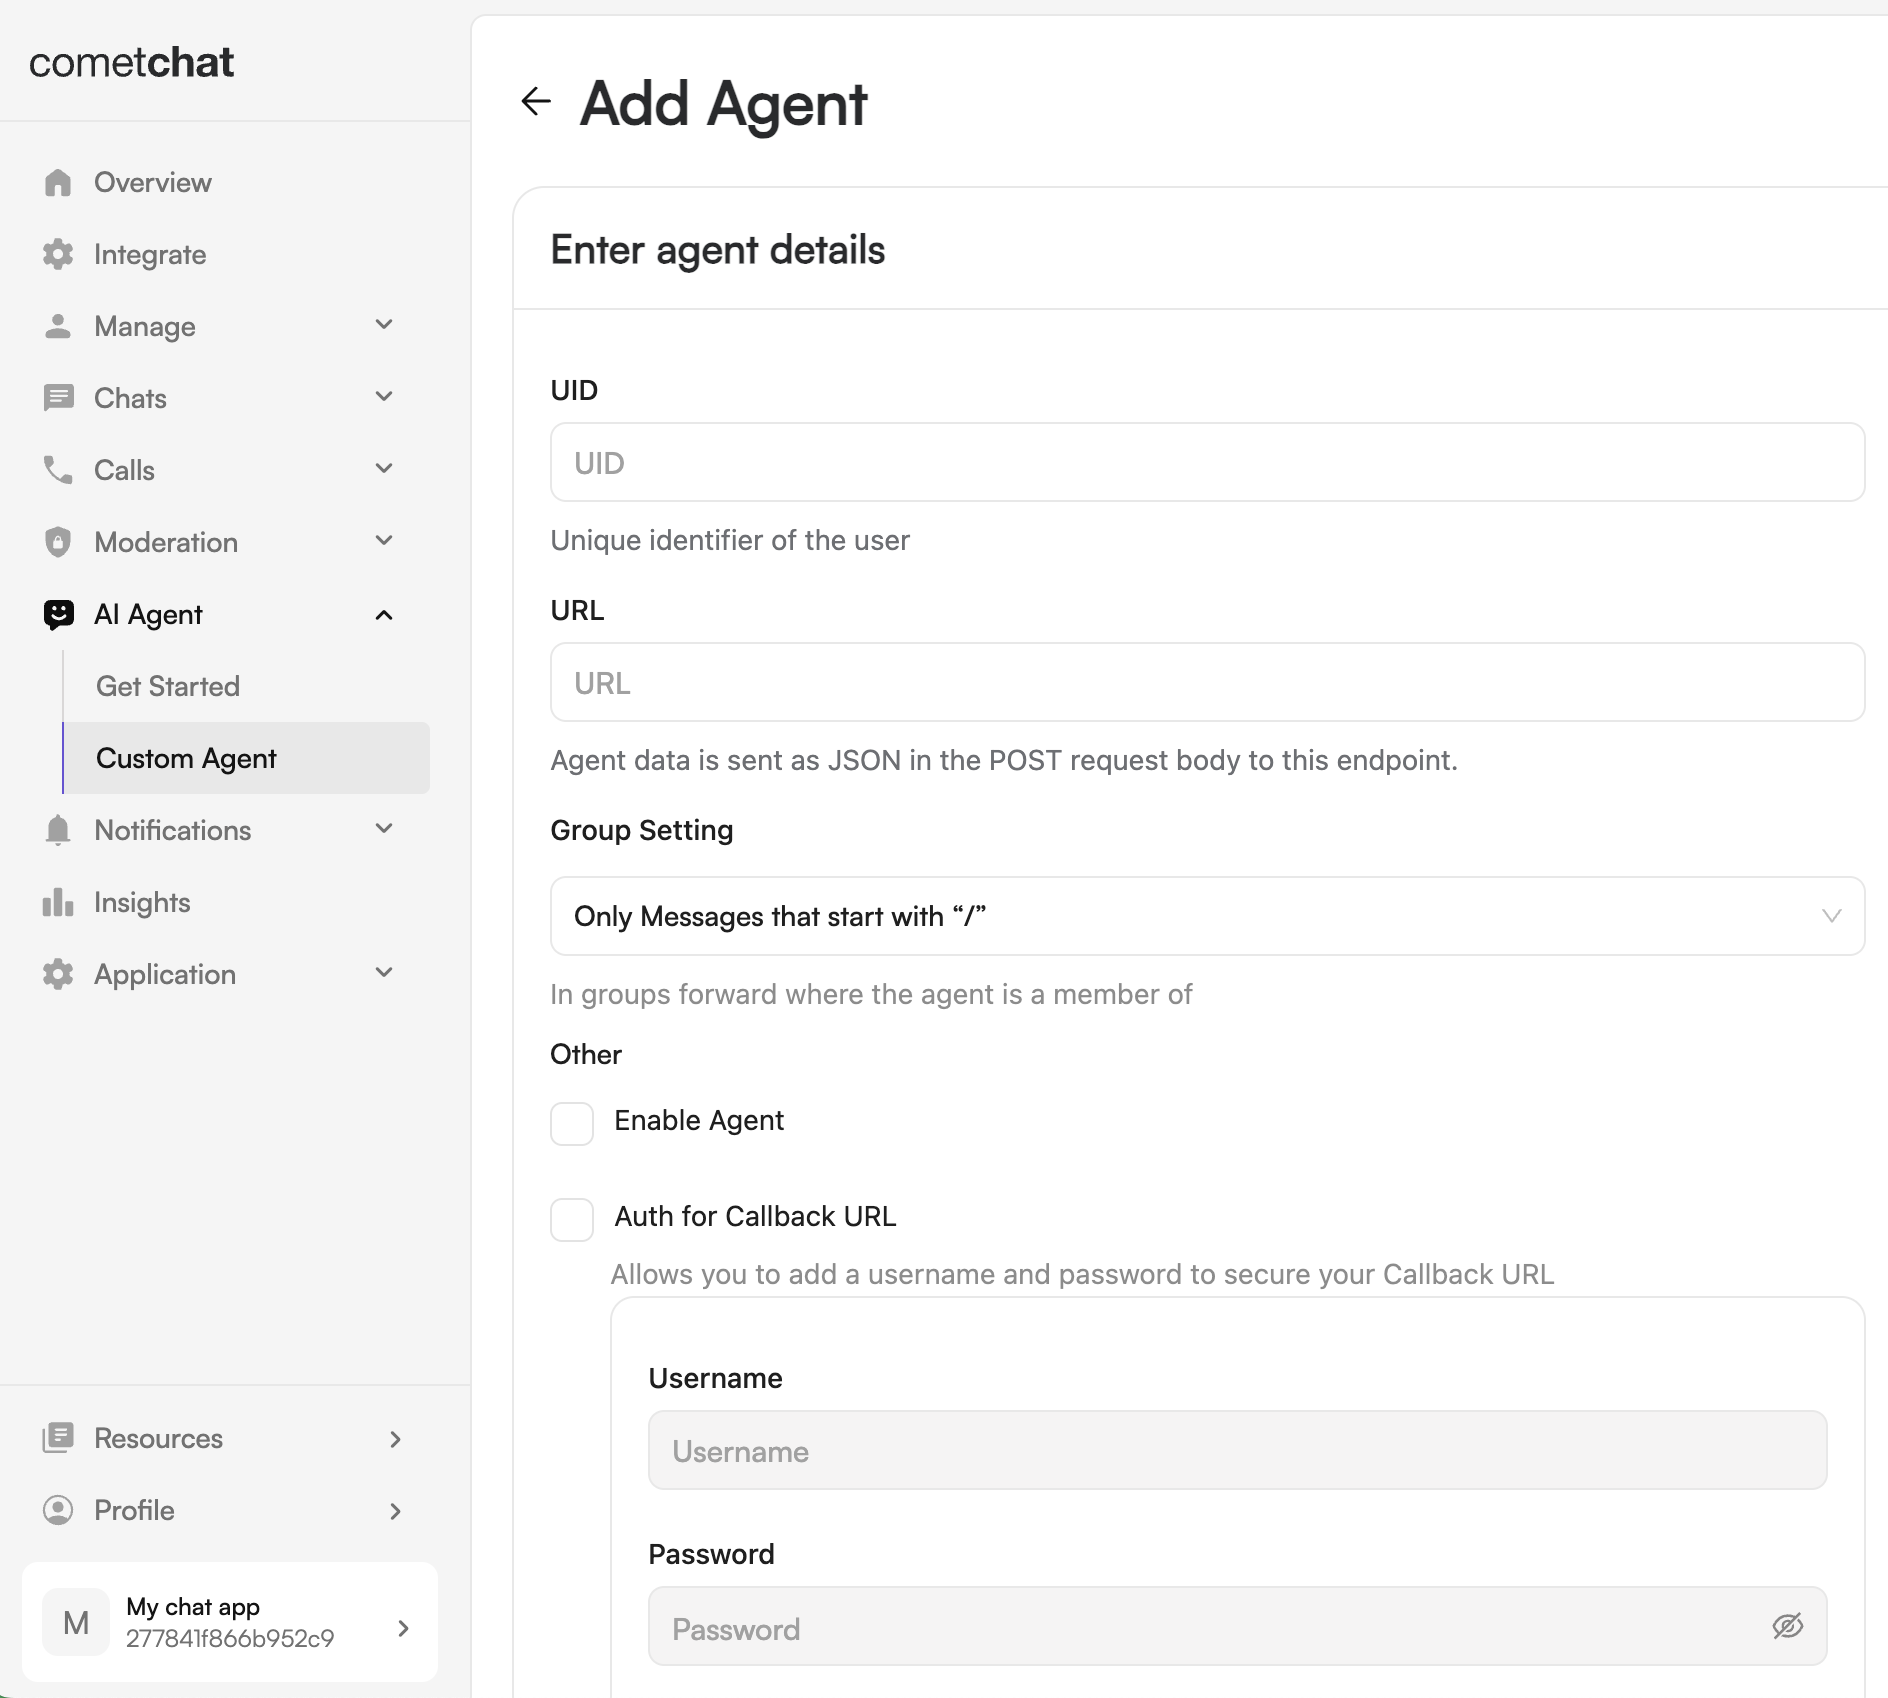 cometchat
Overview
Integrate
Manage
Chats
Calls
Moderation
AI Agent
Get Started
Custom Agent
Notifications
Insights
Application
Resources
Profile
M
My chat app
277841f866b952c9
Add Agent
Enter agent details
UID
UID
Unique identifier of the user
URL
URL
Agent data is sent as JSON in the POST request body to this endpoint.
Group Setting
Only Messages that start with “/”
In groups forward where the agent is a member of
Other
Enable Agent
Auth for Callback URL
Allows you to add a username and password to secure your Callback URL
Username
Username
Password
Password